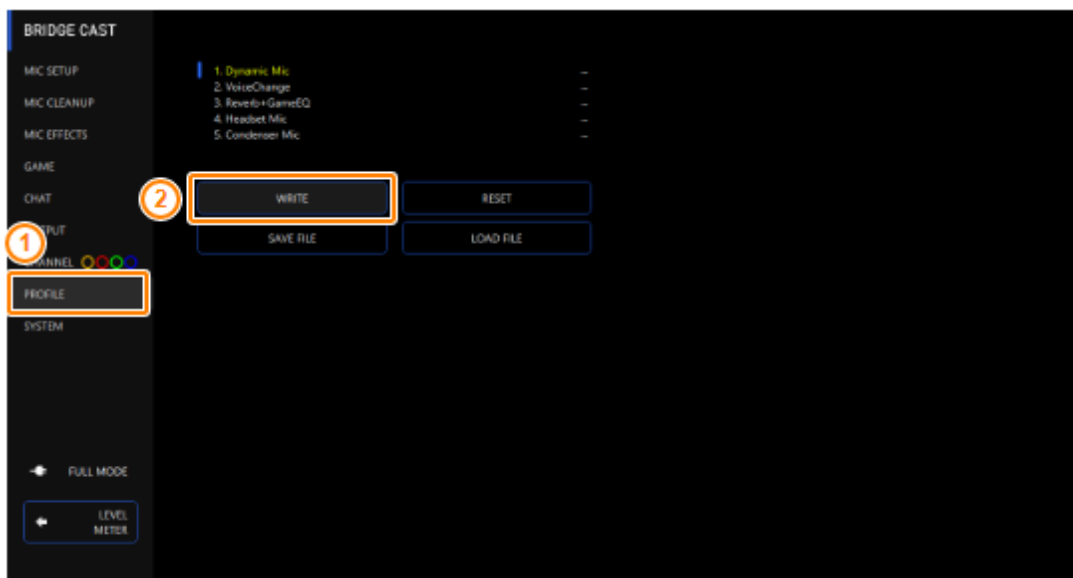 BRIDGE CAST
MIC SETUP
MIC CLEANUP
MIC EFFECTS
GAME
CHAT
PUT
CHANNEL
PROFILE
SYSTEM
FULL MODE
LEVEL
METER
1. Dynamic Mic --
2. VoiceChange --
3. Reverb+GameEQ --
4. Headset Mic --
5. Condenser Mic --
WRITE
RESET
SAVE FILE
LOAD FILE
1
2